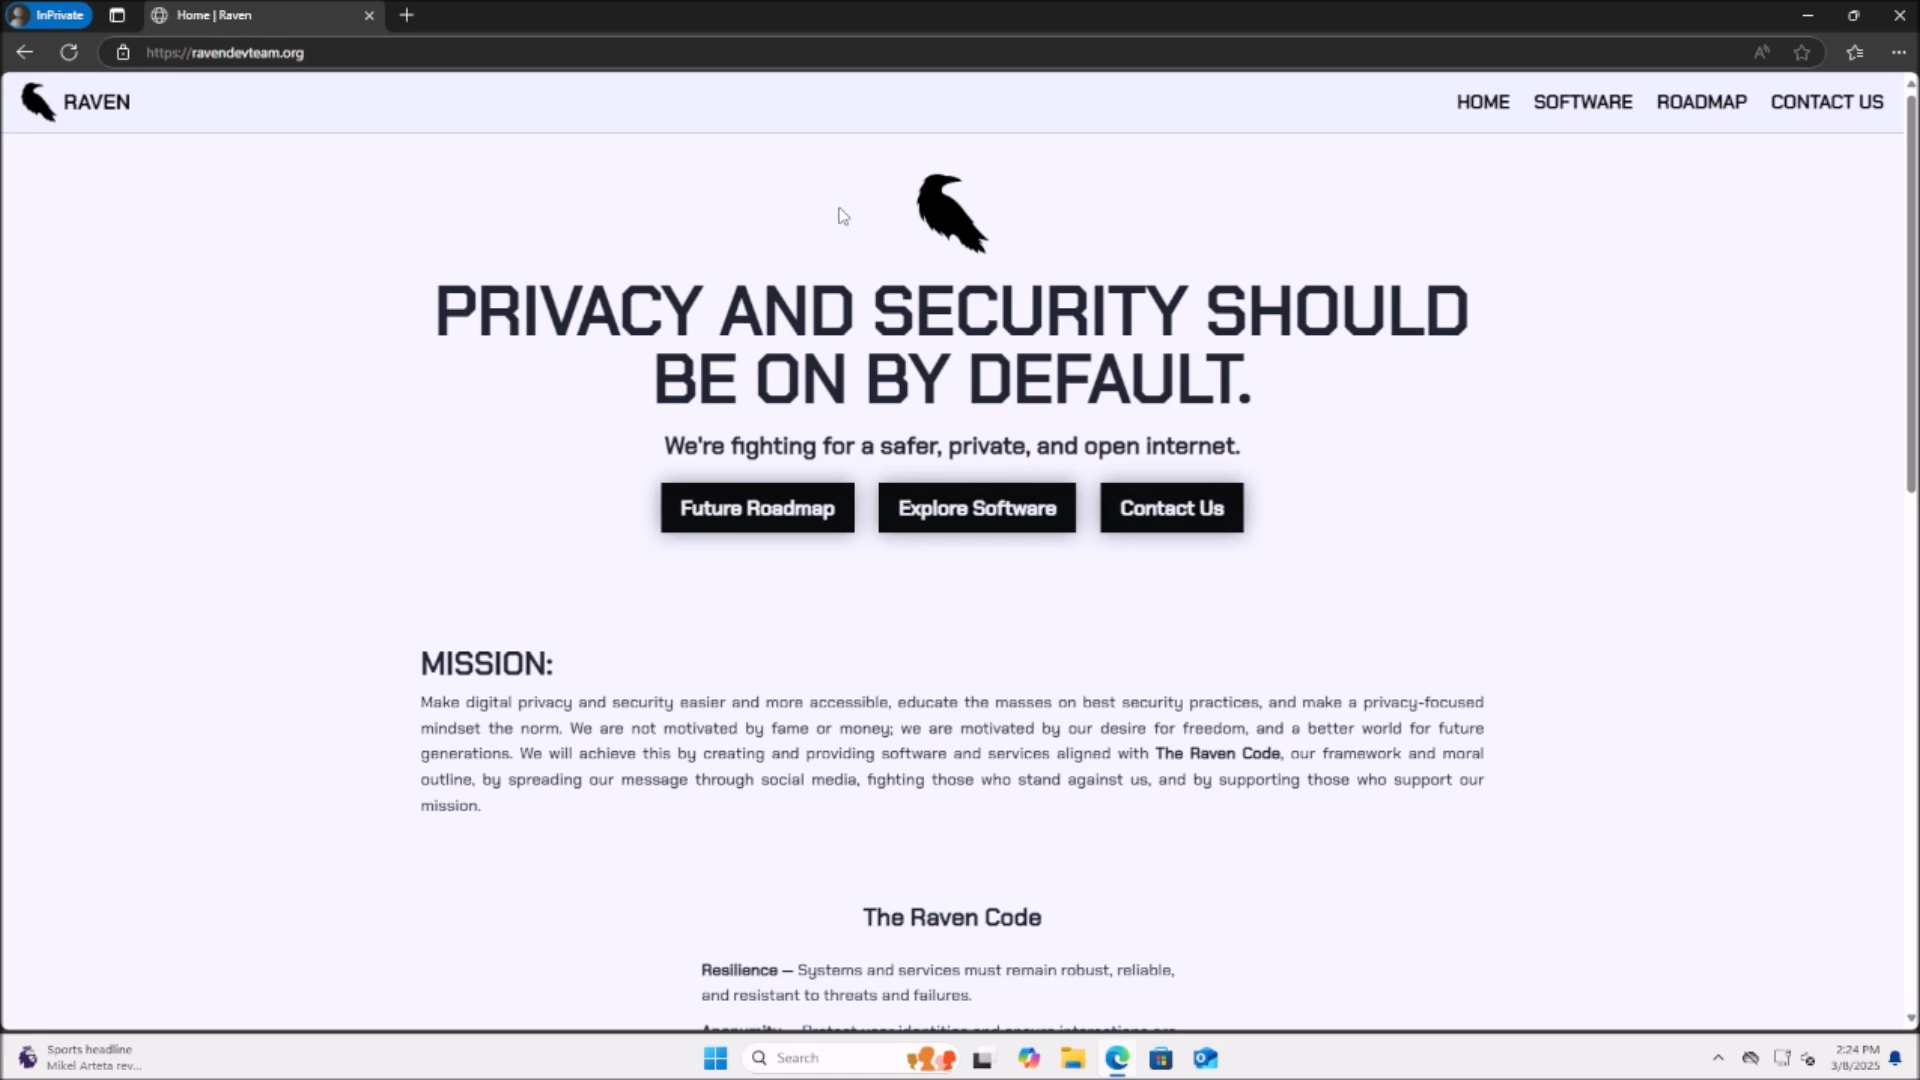 InPrivate
Home | Raven
https://ravendevteam.org
RAVEN
HOME SOFTWARE ROADMAP CONTACT US
PRIVACY AND SECURITY SHOULD
BE ON BY DEFAULT.
We're fighting for a safer, private, and open internet.
Future Roadmap Explore Software Contact Us
MISSION:
Make digital privacy and security easier and more accessible, educate the masses on best security practices, and make a privacy-focused
mindset the norm. We are not motivated by fame or money; we are motivated by our desire for freedom, and a better world for future
generations. We will achieve this by creating and providing software and services aligned with The Raven Code, our framework and moral
outline, by spreading our message through social media, fighting those who stand against us, and by supporting those who support our
mission.
The Raven Code
Resilience — Systems and services must remain robust, reliable,
and resistant to threats and failures.
Sports headline
Mikel Arteta rev...
Search
2:24 PM
3/8/2025